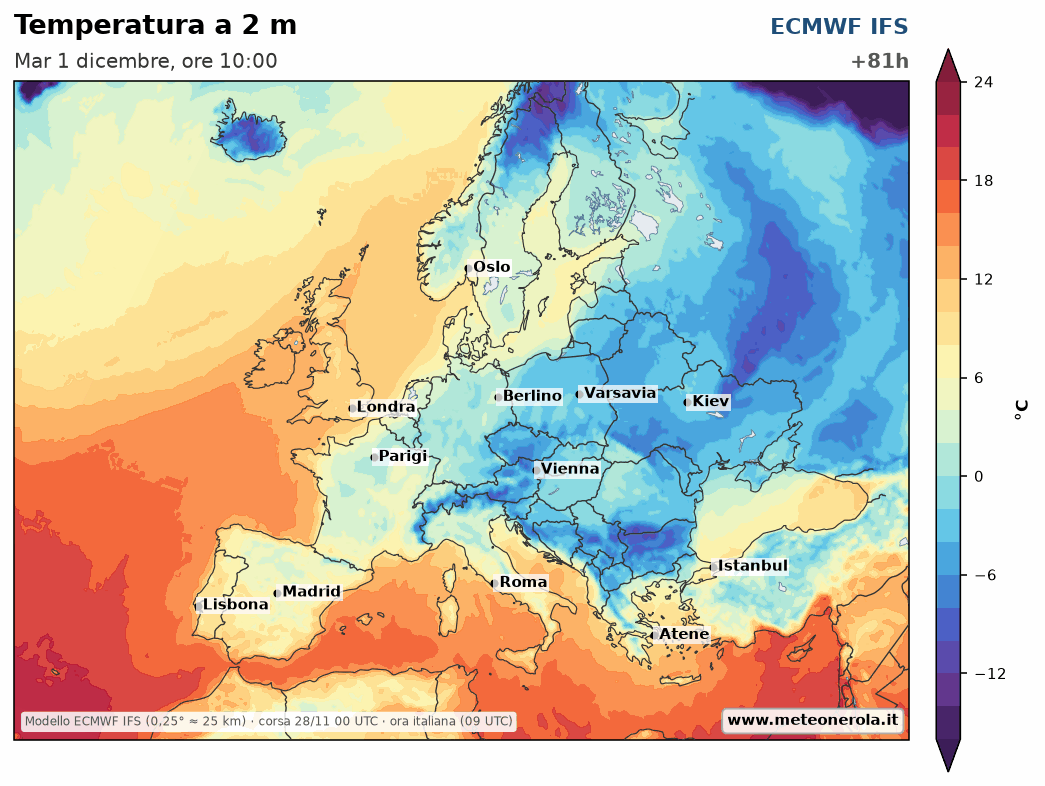 Temperatura a 2 m
ECMWF IFS
Mar 1 dicembre, ore 10:00
+81h
24
18
12
6
0
−6
−12
°C
Oslo
Berlino
Varsavia
Kiev
Londra
Parigi
Vienna
Istanbul
Roma
Madrid
Lisbona
Atene
Modello ECMWF IFS (0,25° ≈ 25 km) · corsa 28/11 00 UTC · ora italiana (09 UTC)
www.meteonerola.it